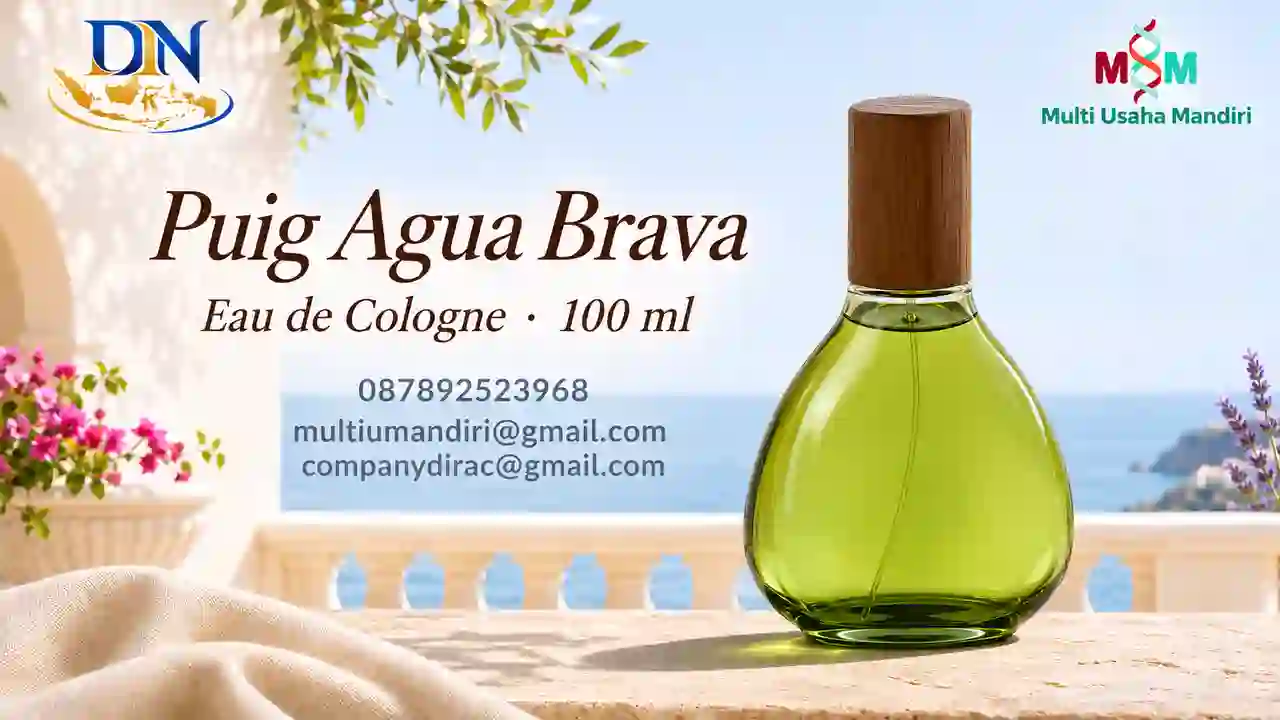 DN
MSM
Multi Usaha Mandiri
Puig Agua Brava
Eau de Cologne · 100 ml
087892523968
multiumandiri@gmail.com
companydirac@gmail.com